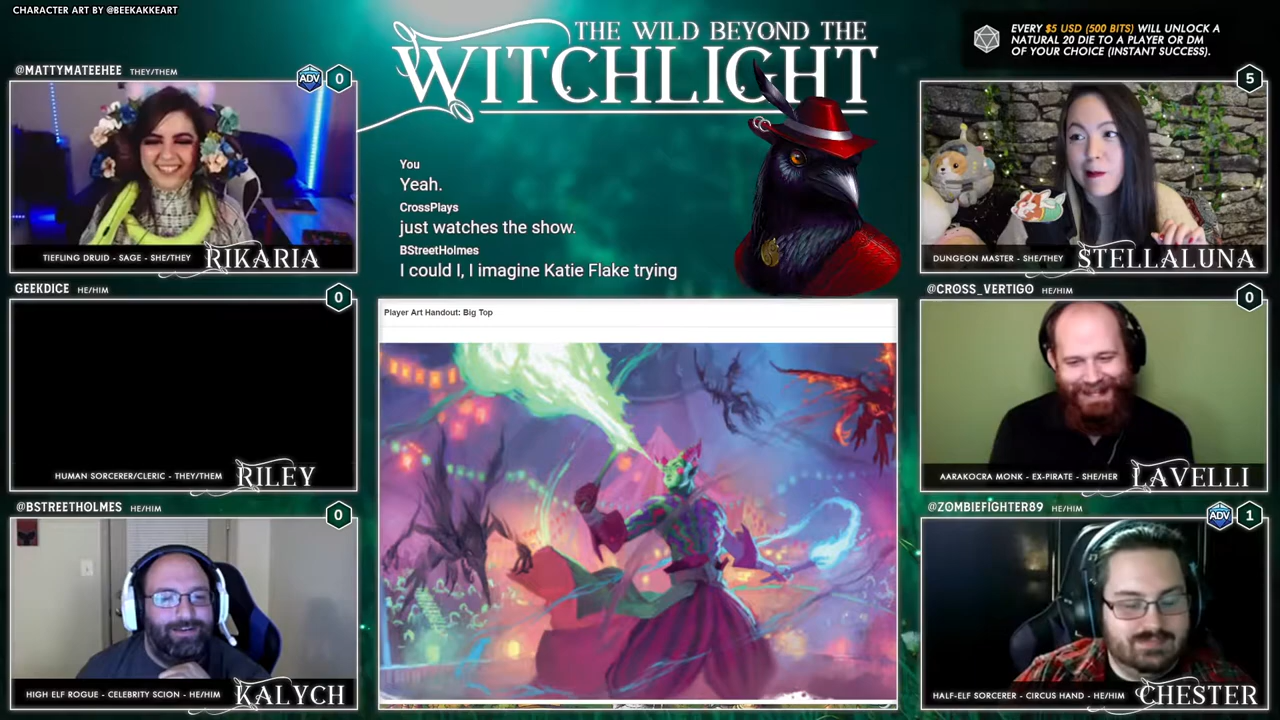 CHARACTER ART BY @BEEKAKKEART
THE WILD BEYOND THE
WITCHLIGHT
EVERY $5 USD (500 BITS) WILL UNLOCK A
NATURAL 20 DIE TO A PLAYER OR DM
OF YOUR CHOICE (INSTANT SUCCESS).
@MATTYMATEEHEE THEY/THEM
ADV 0
TIEFLING DRUID - SAGE - SHE/THEY RIKARIA
You
Yeah.
CrossPlays
just watches the show.
BStreetHolmes
I could I, I imagine Katie Flake trying
5
DUNGEON MASTER - SHE/THEY STELLALUNA
GEEKDICE HE/HIM
0
HUMAN SORCERER/CLERIC - THEY/THEM RILEY
Player Art Handout: Big Top
@CROSS_VERTIGO HE/HIM
0
AARAKOCRA MONK - EX-PIRATE - SHE/HER LAVELLI
@BSTREETHOLMES HE/HIM
0
HIGH ELF ROGUE - CELEBRITY SCION - HE/HIM KALYCH
@ZOMBIEFIGHTER89 HE/HIM
ADV 1
HALF-ELF SORCERER - CIRCUS HAND - HE/HIM CHESTER